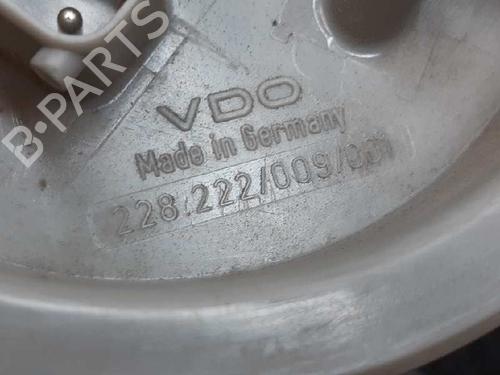 B-PARTS
VDO
Made in Germany
228.222/009/001